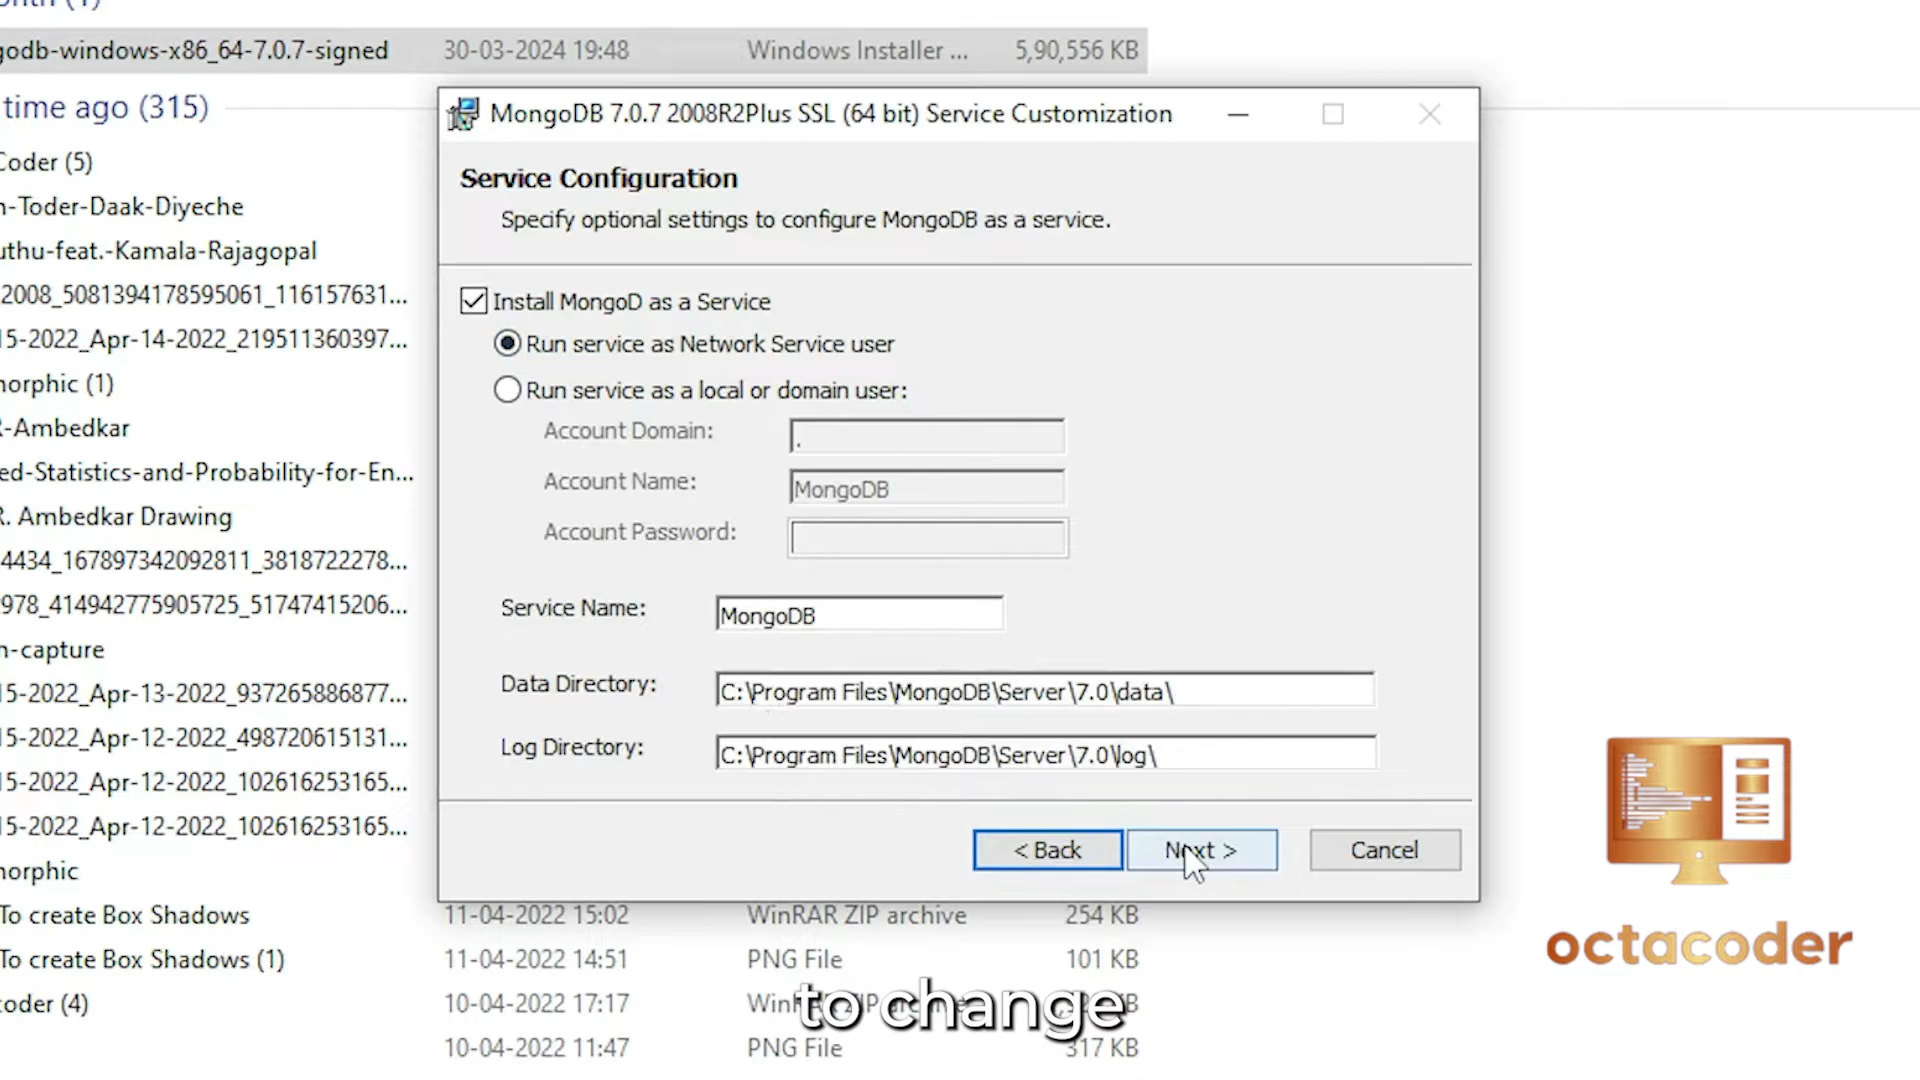 onth (1)
godb-windows-x86_64-7.0.7-signed 30-03-2024 19:48 Windows Installer ... 5,90,556 KB
time ago (315)
MongoDB 7.0.7 2008R2Plus SSL (64 bit) Service Customization
Service Configuration
Specify optional settings to configure MongoDB as a service.
Install MongoD as a Service
Run service as Network Service user
Run service as a local or domain user:
Account Domain: .
Account Name: MongoDB
Account Password:
Service Name: MongoDB
Data Directory: C:\Program Files\MongoDB\Server\7.0\data\
Log Directory: C:\Program Files\MongoDB\Server\7.0\log\
< Back Next > Cancel
Coder (5)
n-Toder-Daak-Diyeche
uthu-feat.-Kamala-Rajagopal
2008_5081394178595061_116157631...
15-2022_Apr-14-2022_219511360397...
norphic (1)
R-Ambedkar
ed-Statistics-and-Probability-for-En...
R. Ambedkar Drawing
4434_167897342092811_3818722278...
978_414942775905725_51747415206...
n-capture
15-2022_Apr-13-2022_937265886877...
15-2022_Apr-12-2022_498720615131...
15-2022_Apr-12-2022_102616253165...
15-2022_Apr-12-2022_102616253165...
norphic
To create Box Shadows 11-04-2022 15:02 WinRAR ZIP archive 254 KB
To create Box Shadows (1) 11-04-2022 14:51 PNG File 101 KB
coder (4) 10-04-2022 17:17 WinRAR ZIP archive KB
10-04-2022 11:47 PNG File 317 KB
to change
octacoder